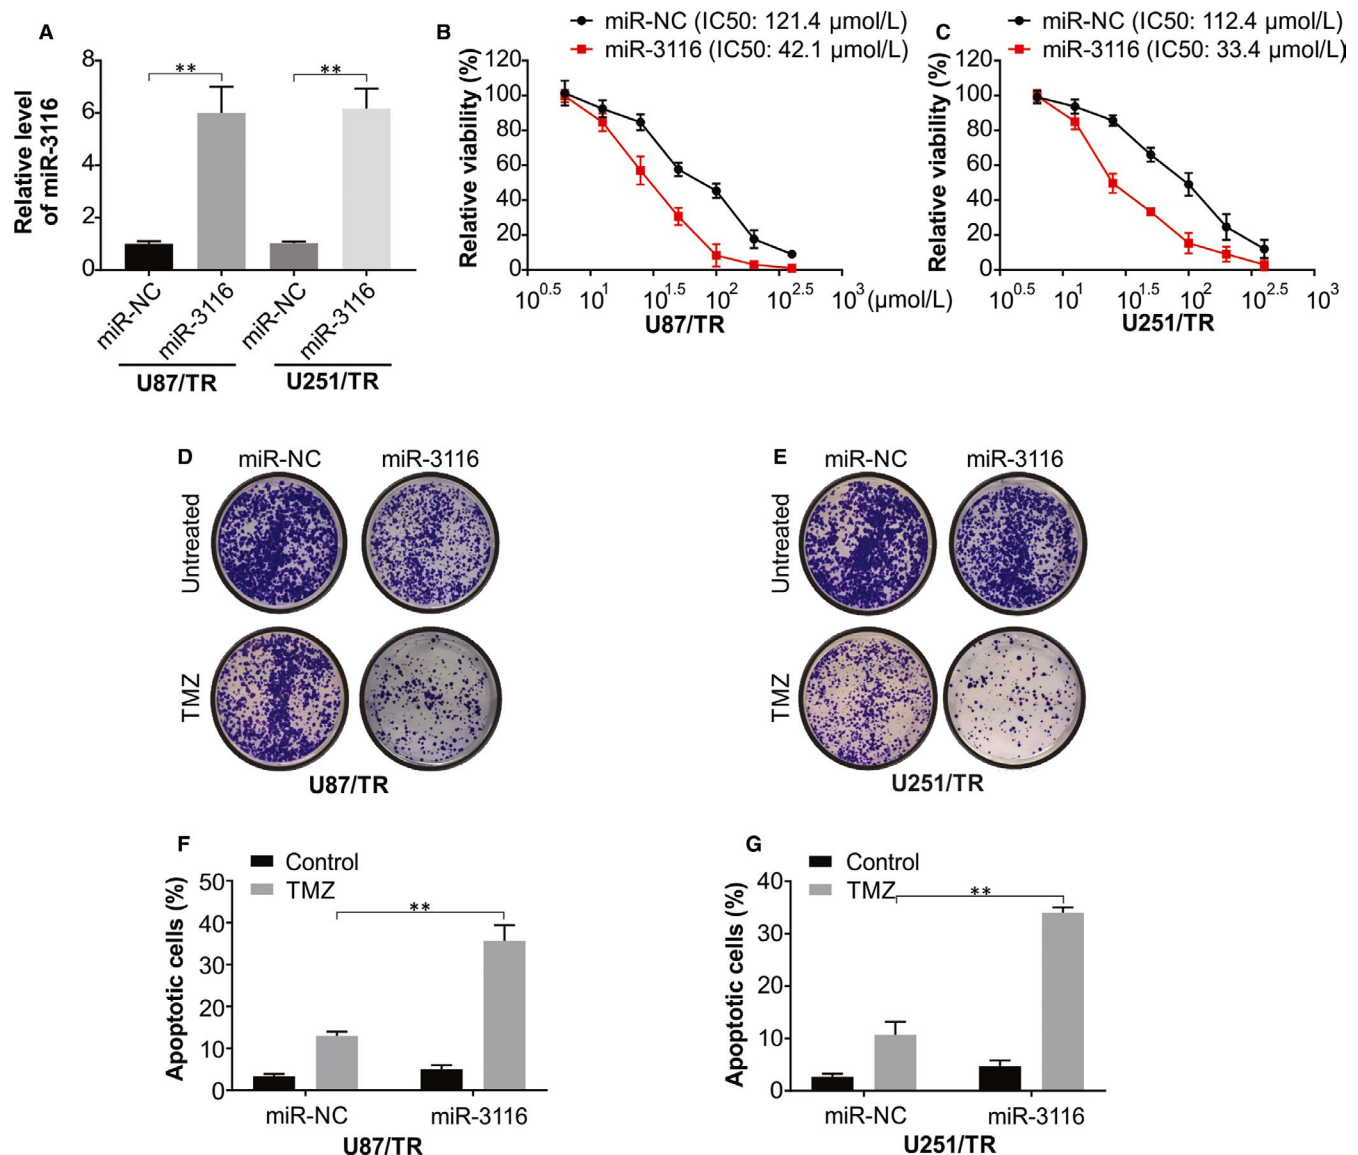 A
Relative level
of miR-3116
8
6
4
2
0
**
**
miR-NC
miR-3116
miR-NC
miR-3116
U87/TR
U251/TR
B
miR-NC (IC50: 121.4 µmol/L)
miR-3116 (IC50: 42.1 µmol/L)
Relative viability (%)
120
100
80
60
40
20
0
10^0.5 10^1 10^1.5 10^2 10^2.5 10^3 (µmol/L)
U87/TR
C
miR-NC (IC50: 112.4 µmol/L)
miR-3116 (IC50: 33.4 µmol/L)
Relative viability (%)
120
100
80
60
40
20
0
10^0.5 10^1 10^1.5 10^2 10^2.5 10^3
U251/TR
D
miR-NC miR-3116
Untreated
TMZ
U87/TR
E
miR-NC miR-3116
Untreated
TMZ
U251/TR
F
Control
TMZ
Apoptotic cells (%)
50
40
30
20
10
0
**
miR-NC miR-3116
U87/TR
G
Control
TMZ
Apoptotic cells (%)
40
30
20
10
0
**
miR-NC miR-3116
U251/TR